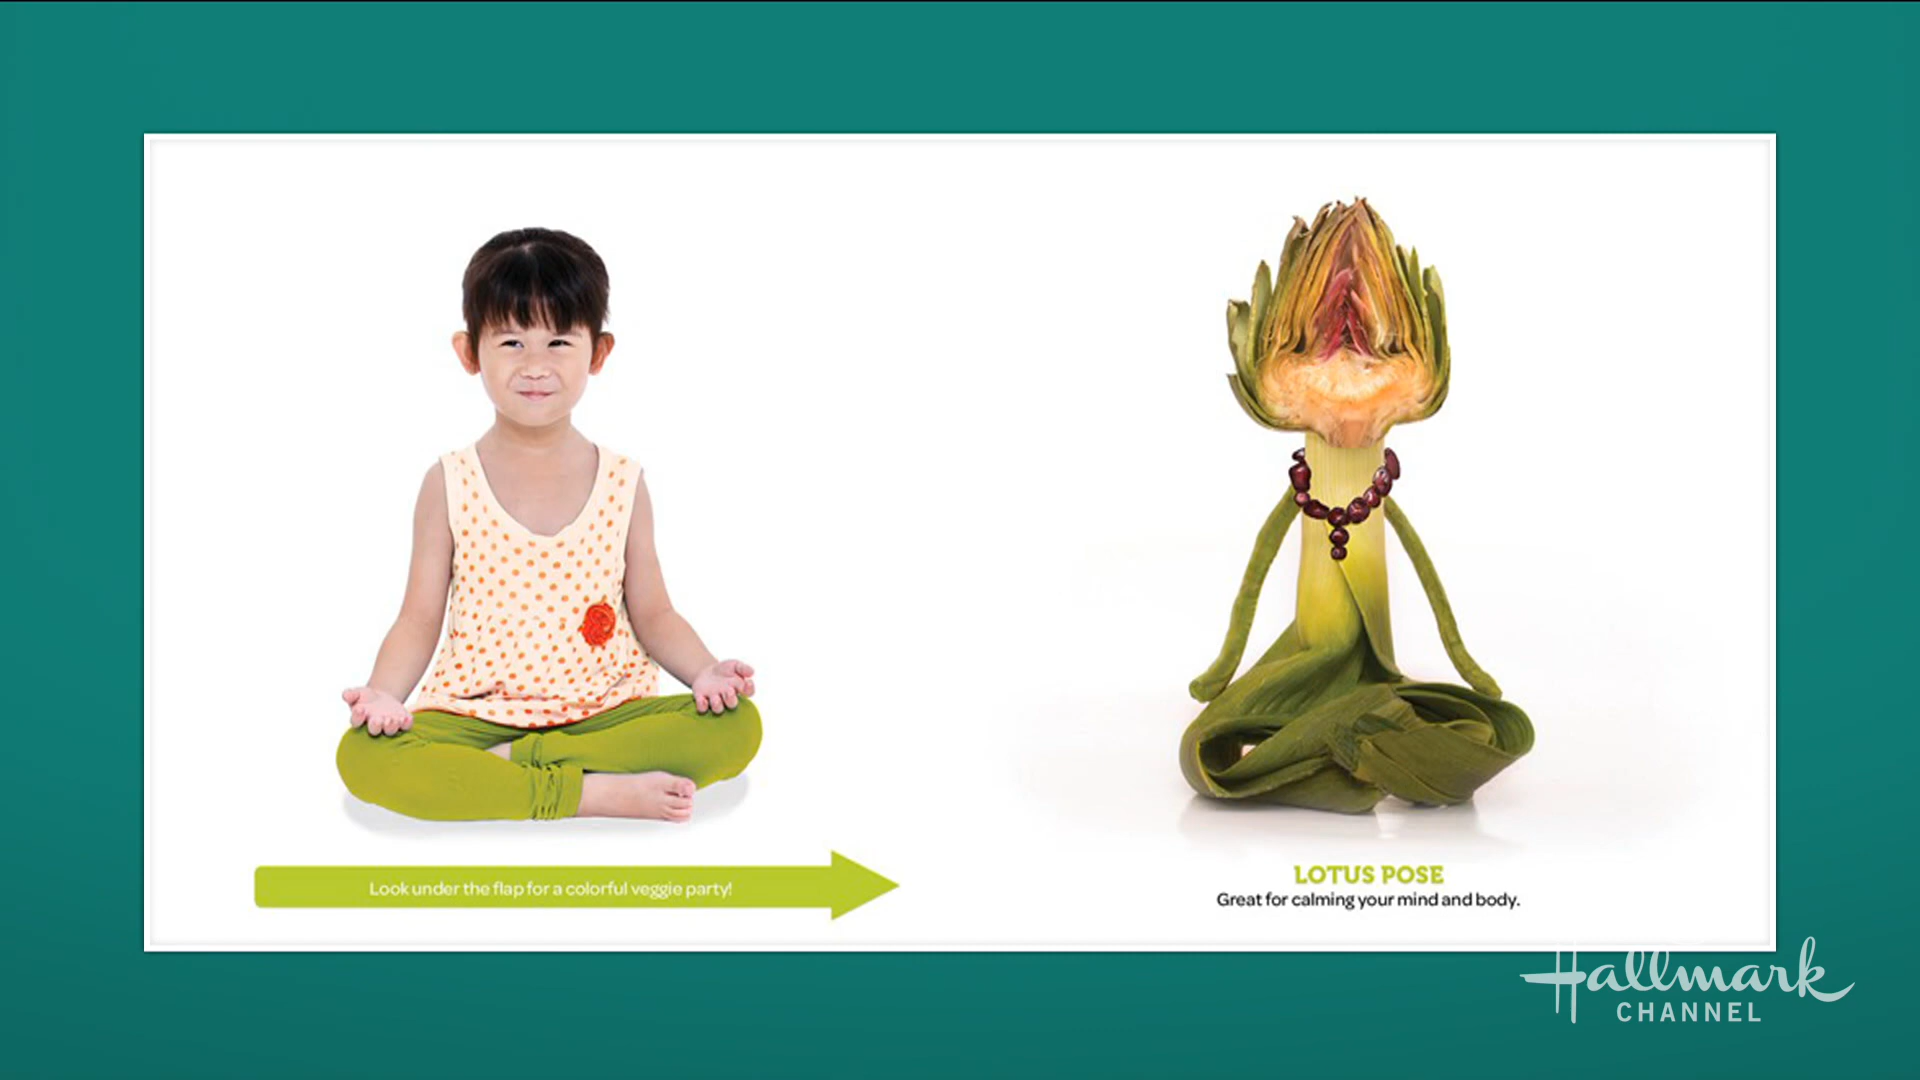 Look under the flap for a colorful veggie party!
LOTUS POSE
Great for calming your mind and body.
Hallmark
CHANNEL